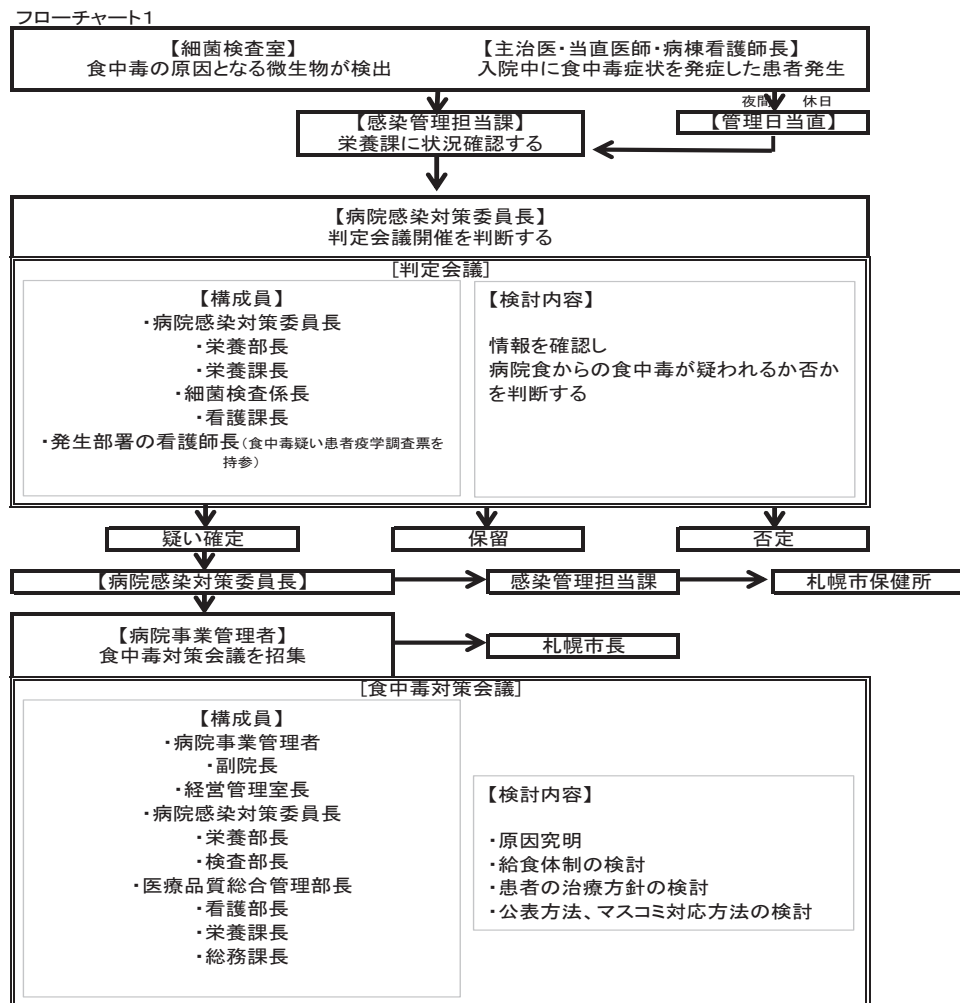 フローチャート1
【細菌検査室】
食中毒の原因となる微生物が検出
【主治医・当直医師・病棟看護師長】
入院中に食中毒症状を発症した患者発生
夜間 休日
【感染管理担当課】
栄養課に状況確認する
【管理日当直】
【病院感染対策委員長】
判定会議開催を判断する
[判定会議]
【構成員】
・病院感染対策委員長
・栄養部長
・栄養課長
・細菌検査係長
・看護課長
・発生部署の看護師長(食中毒疑い患者疫学調査票を
持参)
【検討内容】
情報を確認し
病院食からの食中毒が疑われるか否か
を判断する
疑い確定
保留
否定
【病院感染対策委員長】
感染管理担当課
札幌市保健所
【病院事業管理者】
食中毒対策会議を招集
札幌市長
[食中毒対策会議]
【構成員】
・病院事業管理者
・副院長
・経営管理室長
・病院感染対策委員長
・栄養部長
・検査部長
・医療品質総合管理部長
・看護部長
・栄養課長
・総務課長
【検討内容】
・原因究明
・給食体制の検討
・患者の治療方針の検討
・公表方法、マスコミ対応方法の検討